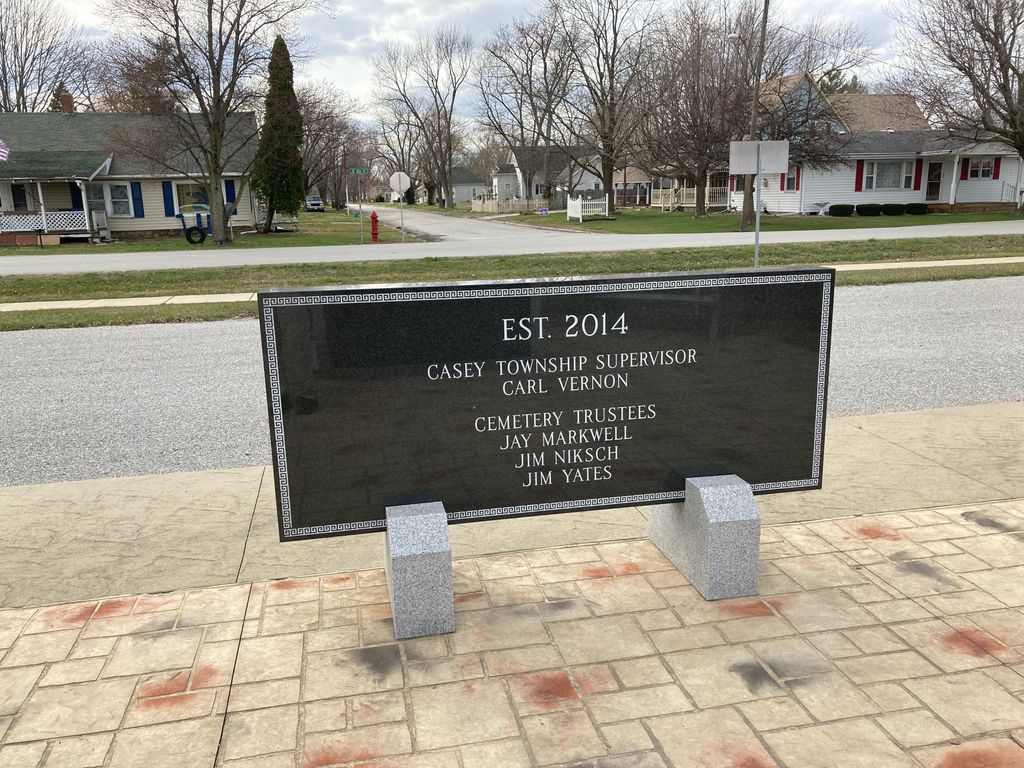 EST. 2014
CASEY TOWNSHIP SUPERVISOR
CARL VERNON
CEMETERY TRUSTEES
JAY MARKWELL
JIM NIKSCH
JIM YATES